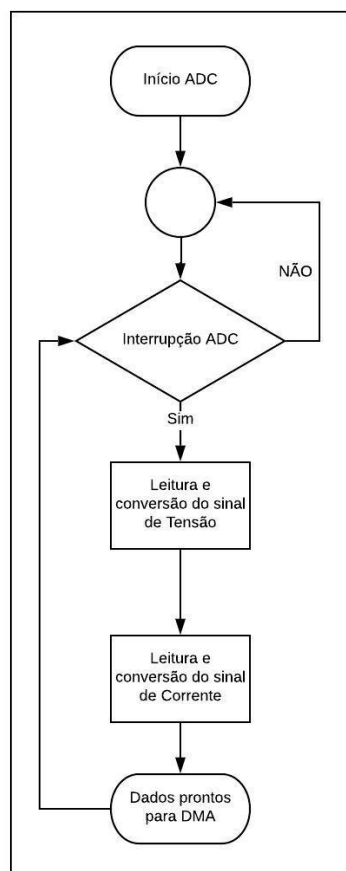 Início ADC
NÃO
Interrupção ADC
Sim
Leitura e
conversão do sinal
de Tensão
Leitura e
conversão do sinal
de Corrente
Dados prontos
para DMA